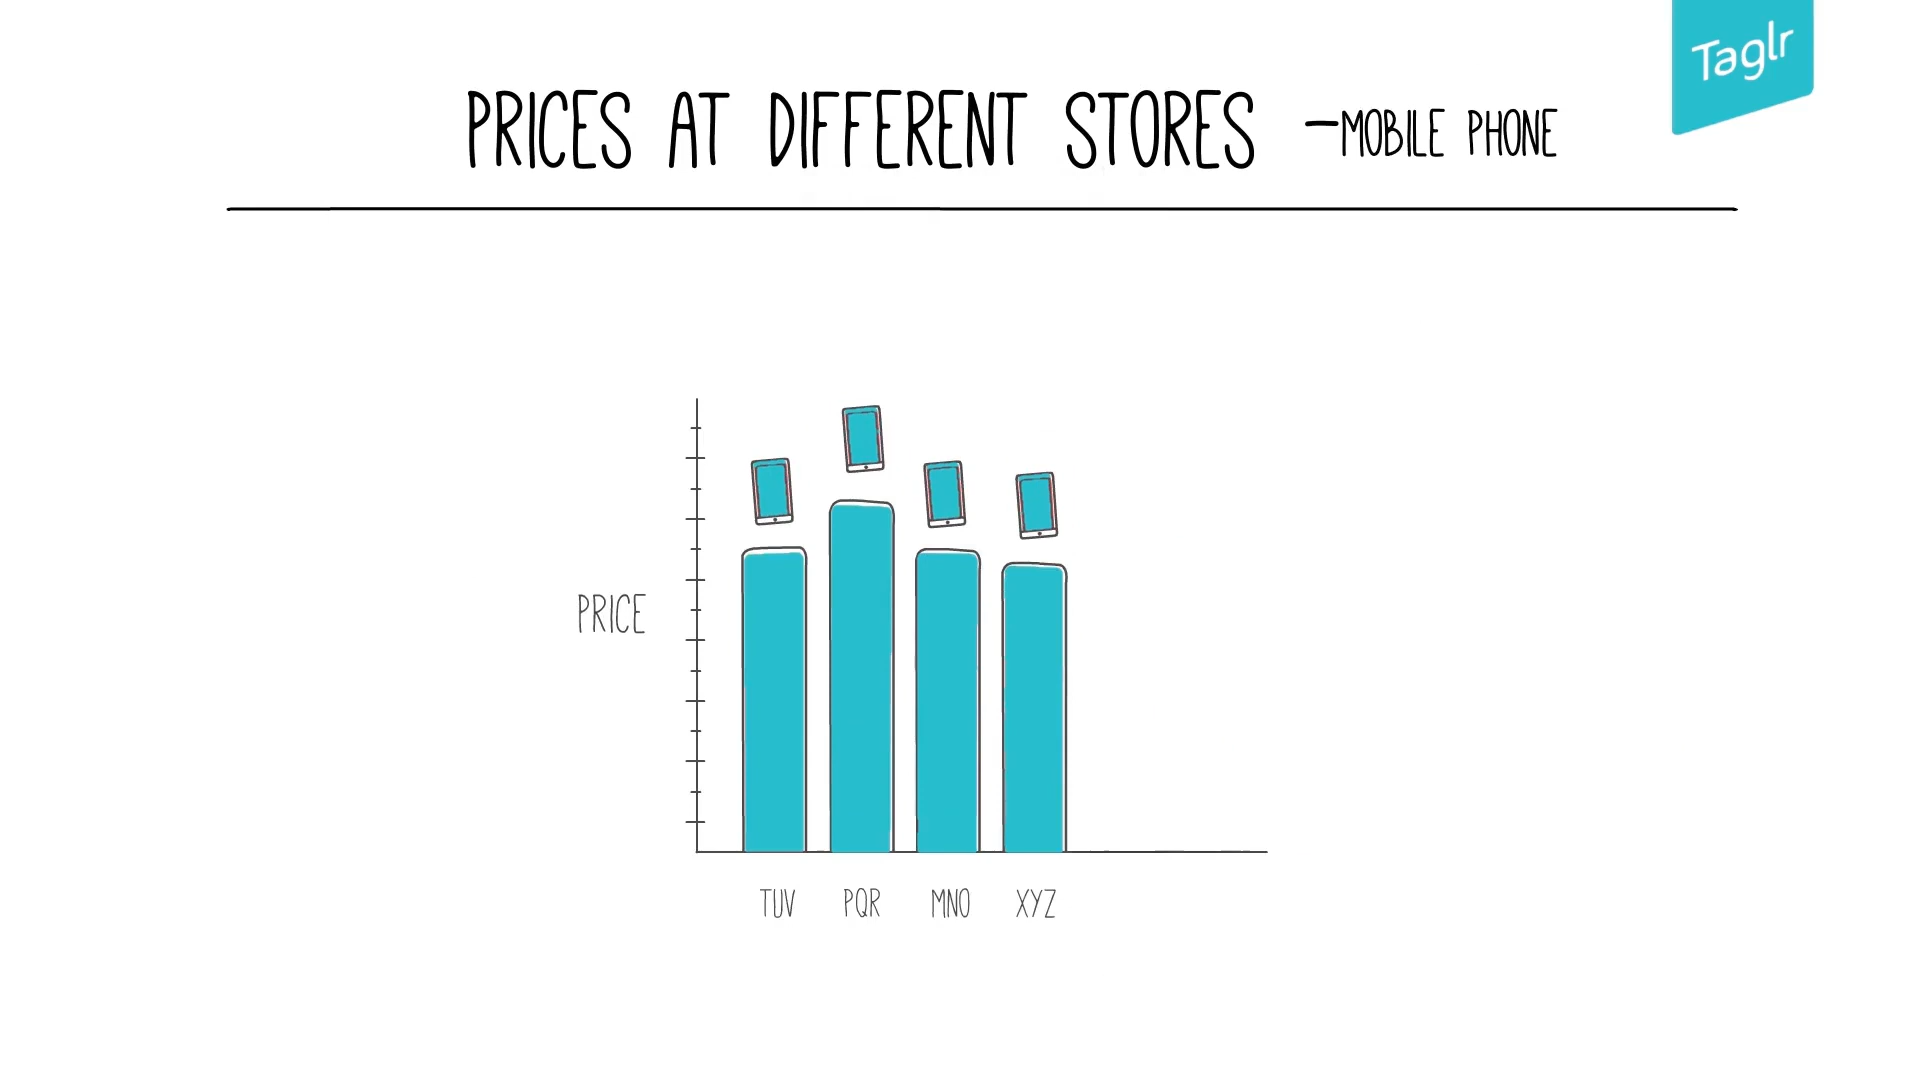 Taglr
PRICES AT DIFFERENT STORES -MOBILE PHONE
PRICE
TUV PQR MNO XYZ